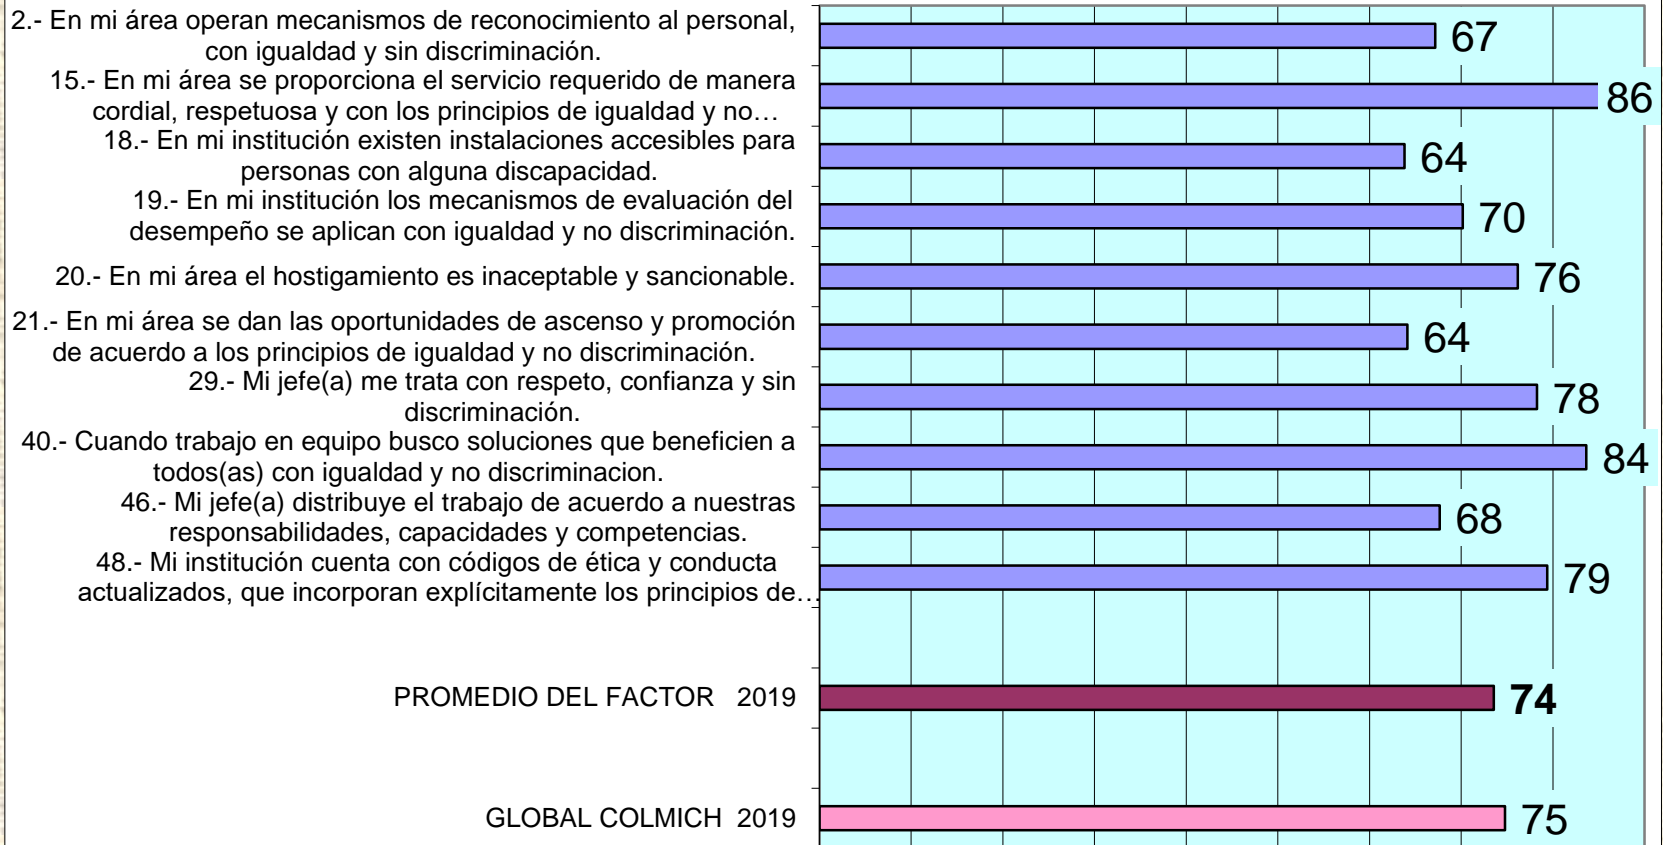 2.- En mi área operan mecanismos de reconocimiento al personal,
con igualdad y sin discriminación.
67
15.- En mi área se proporciona el servicio requerido de manera
cordial, respetuosa y con los principios de igualdad y no…
86
18.- En mi institución existen instalaciones accesibles para
personas con alguna discapacidad.
64
19.- En mi institución los mecanismos de evaluación del
desempeño se aplican con igualdad y no discriminación.
70
20.- En mi área el hostigamiento es inaceptable y sancionable.
76
21.- En mi área se dan las oportunidades de ascenso y promoción
de acuerdo a los principios de igualdad y no discriminación.
64
29.- Mi jefe(a) me trata con respeto, confianza y sin
discriminación.
78
40.- Cuando trabajo en equipo busco soluciones que beneficien a
todos(as) con igualdad y no discriminacion.
84
46.- Mi jefe(a) distribuye el trabajo de acuerdo a nuestras
responsabilidades, capacidades y competencias.
68
48.- Mi institución cuenta con códigos de ética y conducta
actualizados, que incorporan explícitamente los principios de…
79
PROMEDIO DEL FACTOR 2019
74
GLOBAL COLMICH 2019
75